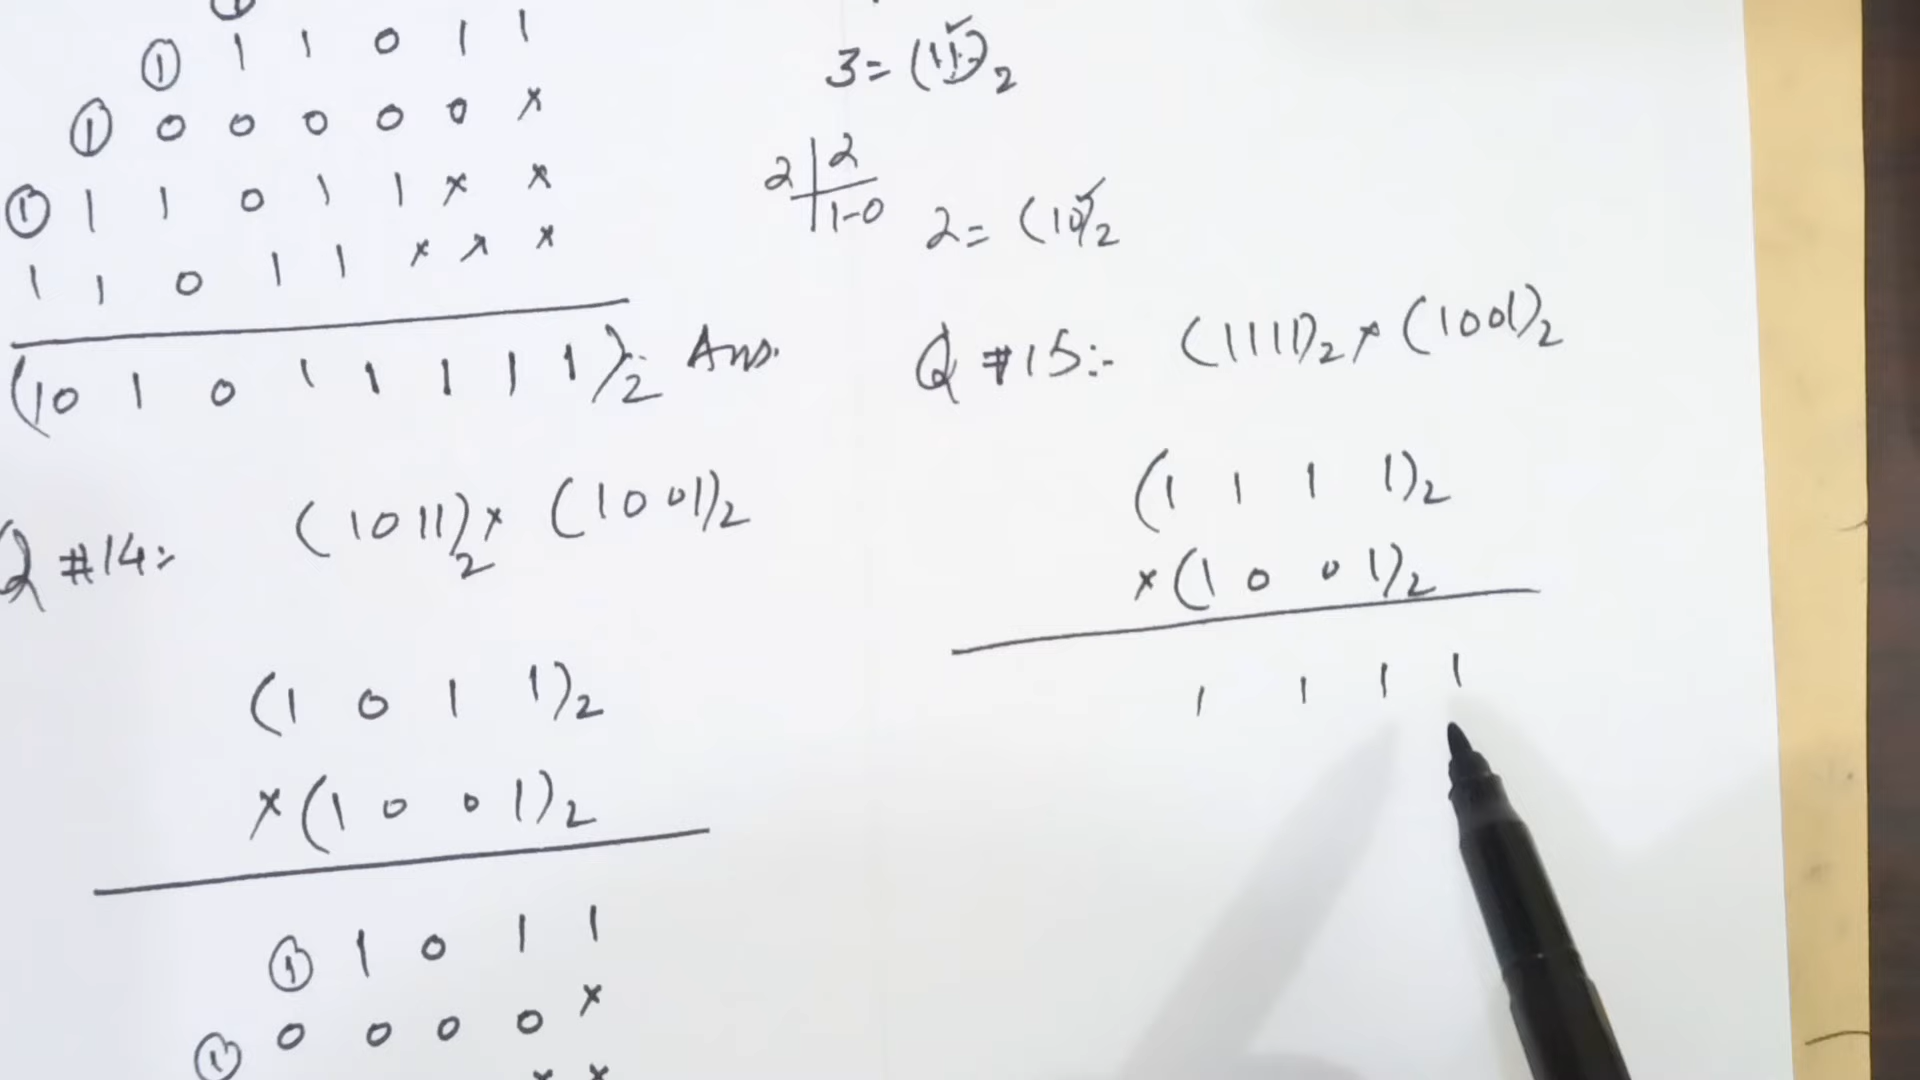 ① 1 1 0 1 1
① 0 0 0 0 0 ×
① 1 1 0 1 1 × ×
1 1 0 1 1 × × ×
(10 1 0 1 1 1 1 1)₂ Ans.
Q #14:- (1011)₂ × (1001)₂
(1 0 1 1)₂
×(1 0 0 1)₂
① 1 0 1 1
① 0 0 0 0 ×
× ×
3 = (11)₂
2 | 2
1-0
2 = (10)₂
Q #15:- (1111)₂ × (1001)₂
(1 1 1 1)₂
×(1 0 0 1)₂
1 1 1 1